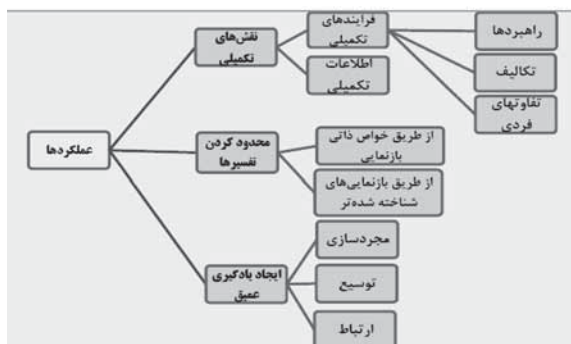 عملکردها
نقش‌های
تکمیلی
فرایندهای
تکمیلی
راهبردها
تکالیف
تفاوتهای
فردی
اطلاعات
تکمیلی
محدود کردن
تفسیرها
از طریق خواص ذاتی
بازنمایی
از طریق بازنمایی‌های
شناخته شده‌تر
ایجاد یادگیری
عمیق
مجردسازی
توسیع
ارتباط